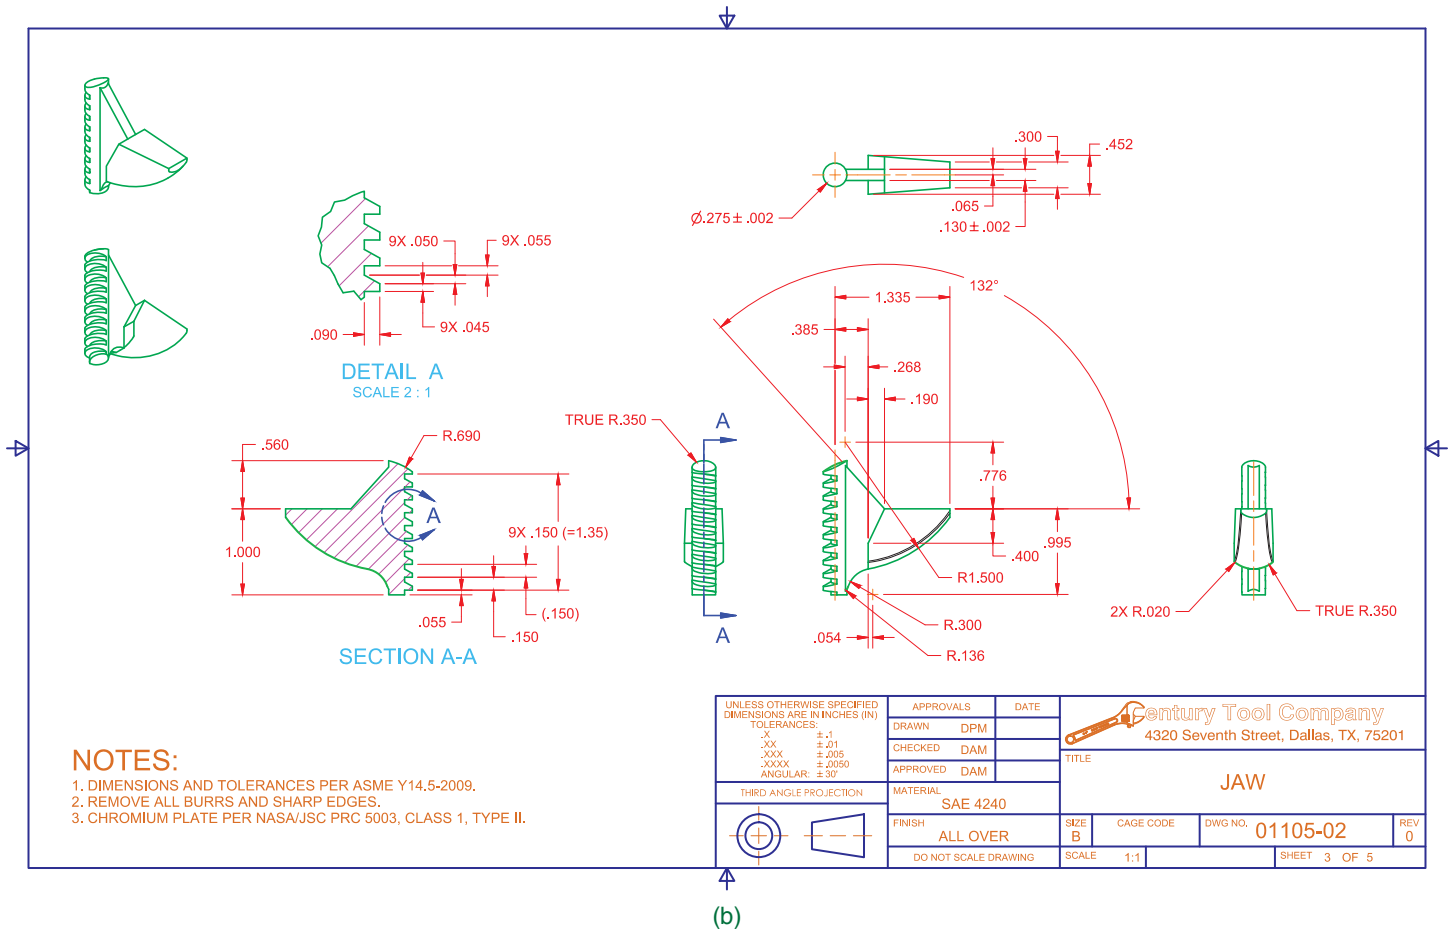 .300
.452
Ø.275 ± .002
.065
.130 ± .002
9X .050
9X .055
.090
9X .045
DETAIL A
SCALE 2 : 1
1.335
132°
.385
.268
.190
.560
R.690
TRUE R.350
A
.776
A
9X .150 (=1.35)
1.000
.400
.995
R1.500
.055
(.150)
.150
A
.054
R.300
R.136
2X R.020
TRUE R.350
SECTION A-A
NOTES:
1. DIMENSIONS AND TOLERANCES PER ASME Y14.5-2009.
2. REMOVE ALL BURRS AND SHARP EDGES.
3. CHROMIUM PLATE PER NASA/JSC PRC 5003, CLASS 1, TYPE II.
UNLESS OTHERWISE SPECIFIED
DIMENSIONS ARE IN INCHES (IN)
TOLERANCES:
.X ± .1
.XX ± .01
.XXX ± .005
.XXXX ± .0050
ANGULAR: ± 30'
THIRD ANGLE PROJECTION
APPROVALS DATE
DRAWN DPM
CHECKED DAM
APPROVED DAM
MATERIAL
SAE 4240
FINISH
ALL OVER
DO NOT SCALE DRAWING
Century Tool Company
4320 Seventh Street, Dallas, TX, 75201
TITLE
JAW
SIZE
B
CAGE CODE
DWG NO.
01105-02
REV
0
SCALE 1:1
SHEET 3 OF 5
(b)